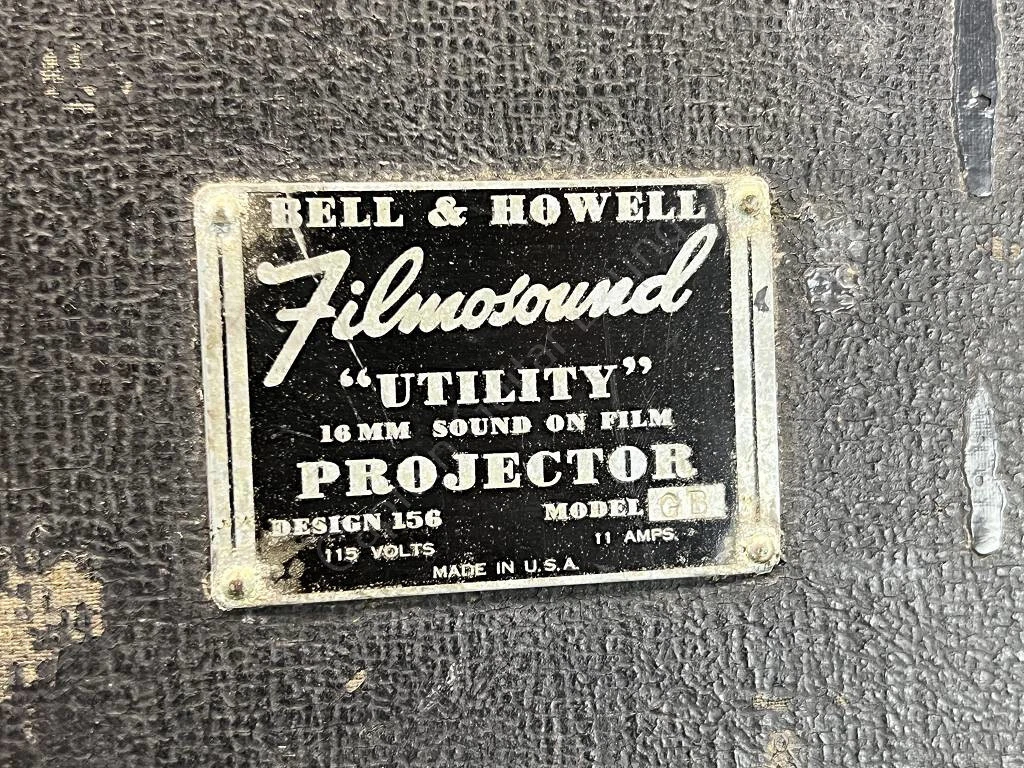 BELL & HOWELL
Filmosound
"UTILITY"
16 MM SOUND ON FILM
PROJECTOR
DESIGN 156 MODEL GB
115 VOLTS 11 AMPS.
MADE IN U.S.A.